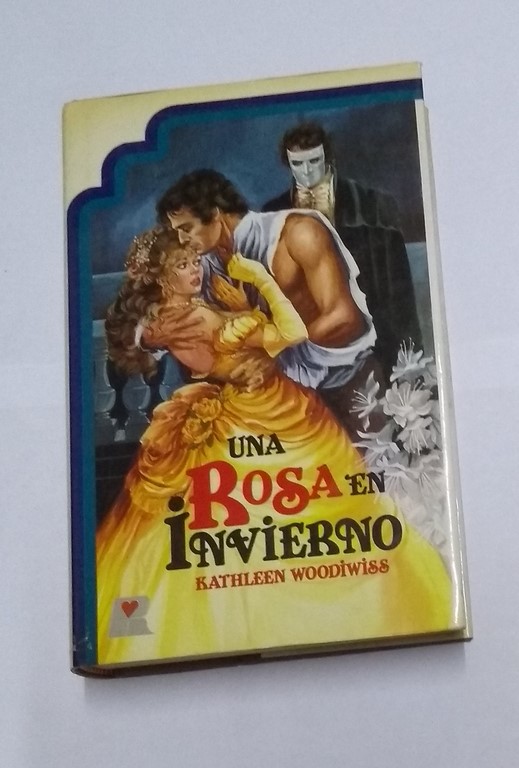 UNA
ROSA EN
INVIERNO
KATHLEEN WOODIWISS
R